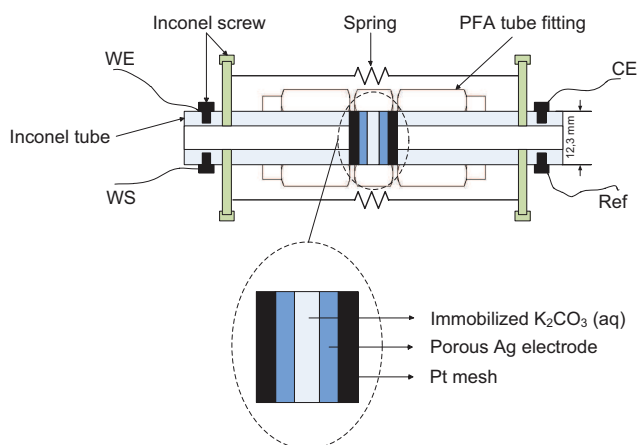 Inconel screw
Spring
PFA tube fitting
WE
CE
Inconel tube
12,3 mm
WS
Ref
Immobilized K₂CO₃ (aq)
Porous Ag electrode
Pt mesh